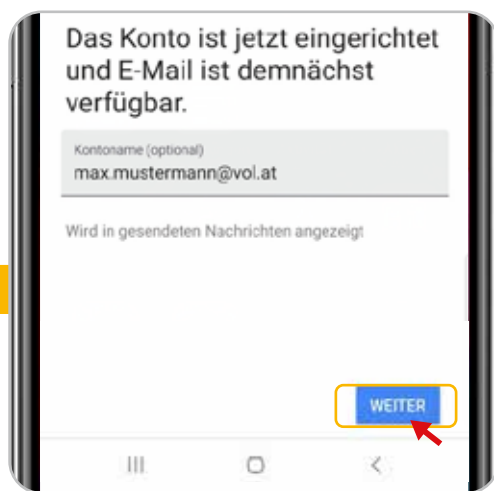 Das Konto ist jetzt eingerichtet
und E-Mail ist demnächst
verfügbar.
Kontoname (optional)
max.mustermann@vol.at
Wird in gesendeten Nachrichten angezeigt
WEITER